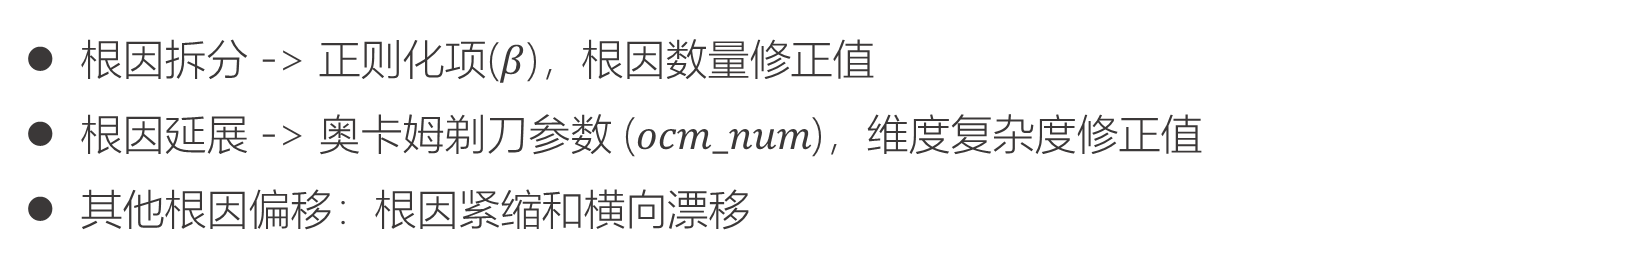 ● 根因拆分 -> 正则化项(β)，根因数量修正值
● 根因延展 -> 奥卡姆剃刀参数 (ocm_num)，维度复杂度修正值
● 其他根因偏移：根因紧缩和横向漂移